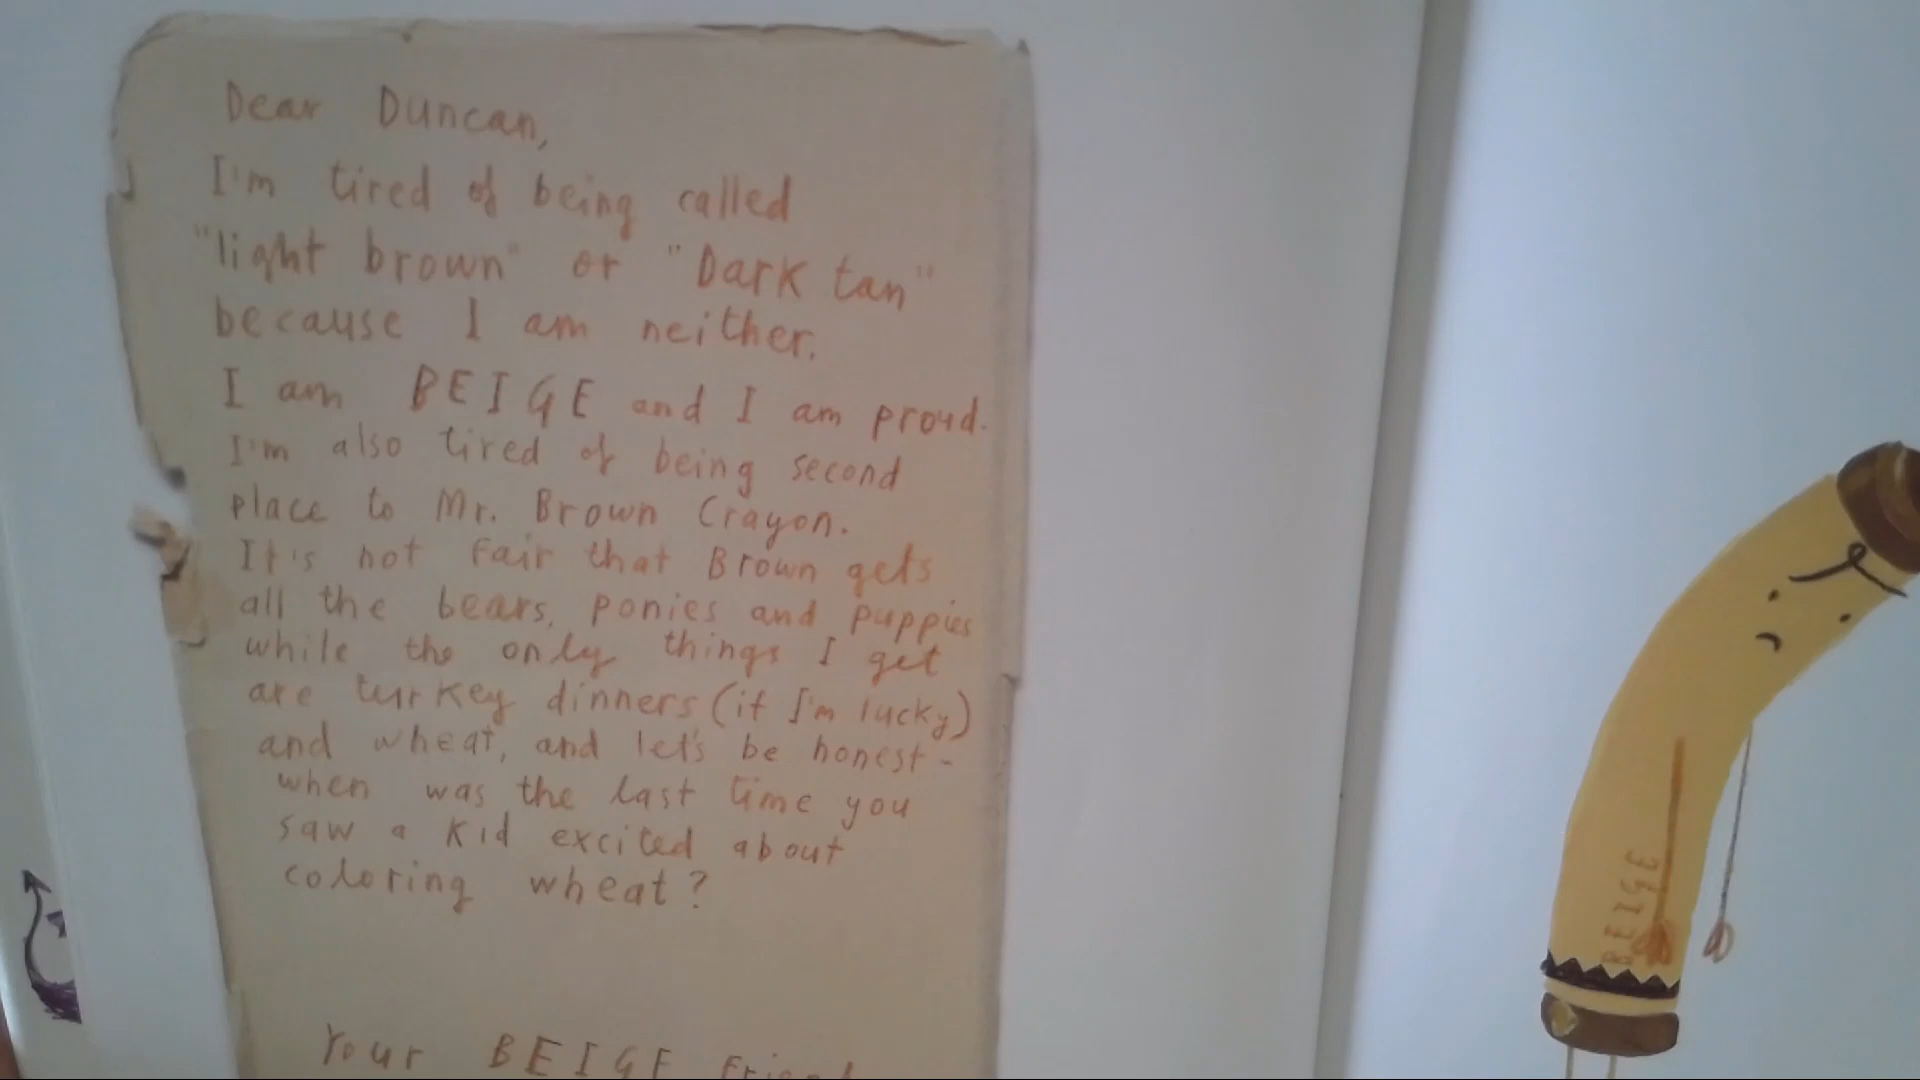 Dear Duncan,
I'm tired of being called
"light brown" or "Dark tan"
because I am neither.
I am BEIGE and I am proud.
I'm also tired of being second
place to Mr. Brown Crayon.
It's not fair that Brown gets
all the bears, ponies and puppies
while the only things I get
are turkey dinners (if I'm lucky)
and wheat, and let's be honest-
when was the last time you
saw a kid excited about
coloring wheat?
Your BEIGE Friend
BEIGE